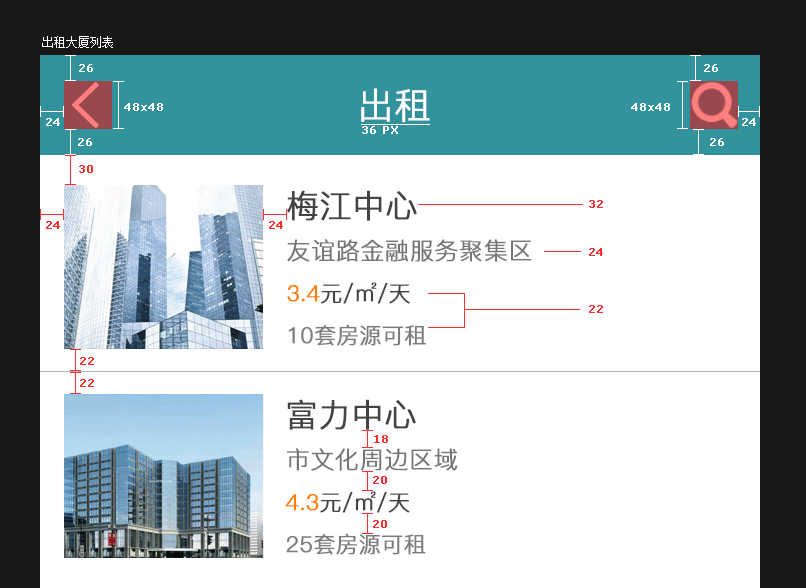 出租大厦列表
26
26
48x48
出租
48x48
24
36 PX
24
26
26
30
24
24
梅江中心
32
友谊路金融服务聚集区
24
3.4元/㎡/天
22
10套房源可租
22
22
富力中心
18
市文化周边区域
20
4.3元/㎡/天
20
25套房源可租